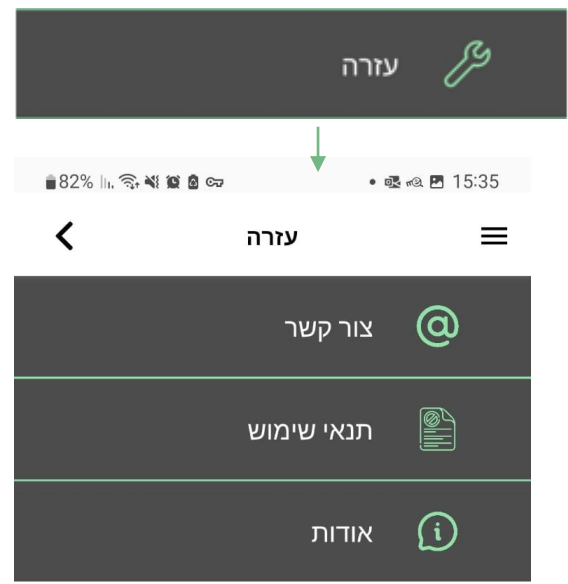 עזרה
82% 15:35
עזרה
צור קשר
תנאי שימוש
אודות